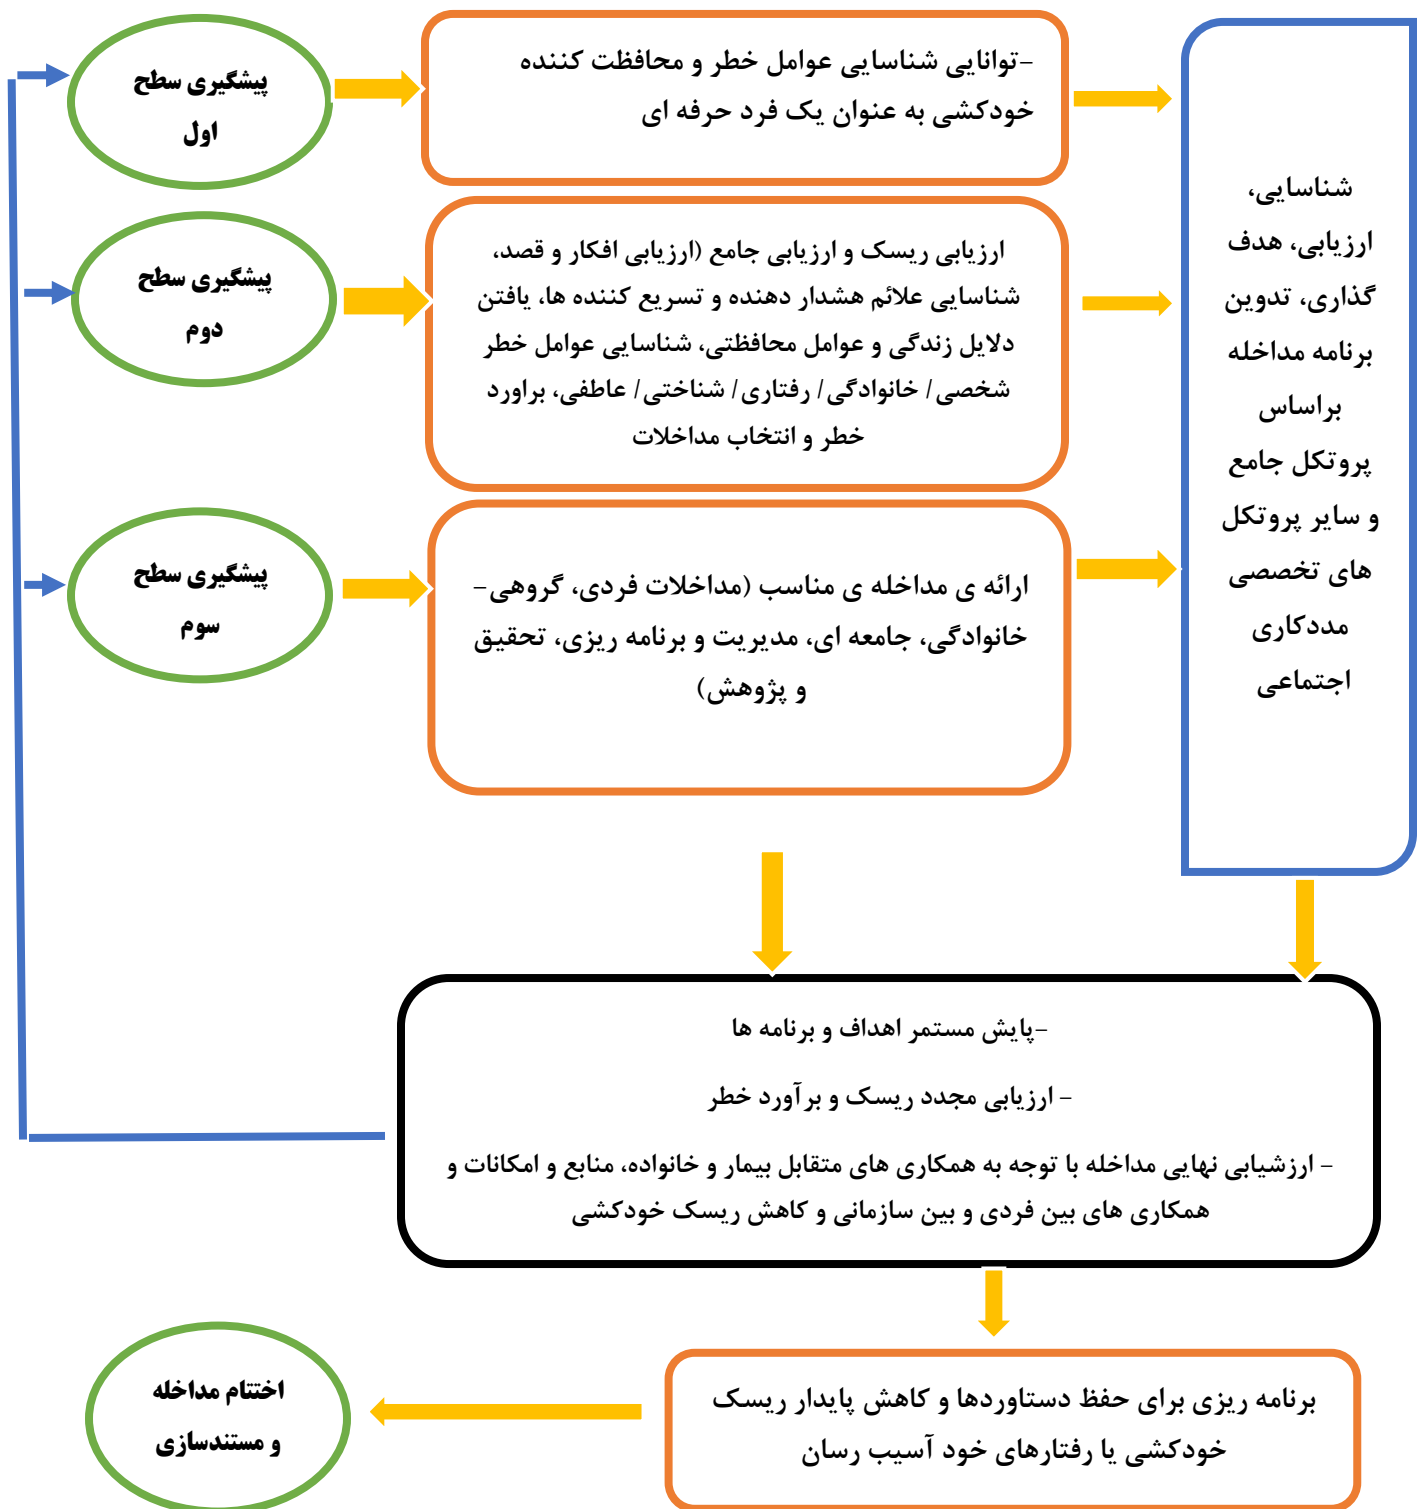 پیشگیری سطح
اول
-توانایی شناسایی عوامل خطر و محافظت کننده
خودکشی به عنوان یک فرد حرفه ای
پیشگیری سطح
دوم
ارزیابی ریسک و ارزیابی جامع (ارزیابی افکار و قصد،
شناسایی علائم هشدار دهنده و تسریع کننده ها، یافتن
دلایل زندگی و عوامل محافظتی، شناسایی عوامل خطر
شخصی/ خانوادگی/ رفتاری/ شناختی/ عاطفی، براورد
خطر و انتخاب مداخلات
پیشگیری سطح
سوم
ارائه ی مداخله ی مناسب (مداخلات فردی، گروهی-
خانوادگی، جامعه ای، مدیریت و برنامه ریزی، تحقیق
و پژوهش)
شناسایی،
ارزیابی، هدف
گذاری، تدوین
برنامه مداخله
براساس
پروتکل جامع
و سایر پروتکل
های تخصصی
مددکاری
اجتماعی
-پایش مستمر اهداف و برنامه ها
- ارزیابی مجدد ریسک و برآورد خطر
- ارزشیابی نهایی مداخله با توجه به همکاری های متقابل بیمار و خانواده، منابع و امکانات و
همکاری های بین فردی و بین سازمانی و کاهش ریسک خودکشی
برنامه ریزی برای حفظ دستاوردها و کاهش پایدار ریسک
خودکشی یا رفتارهای خود آسیب رسان
اختتام مداخله
و مستندسازی